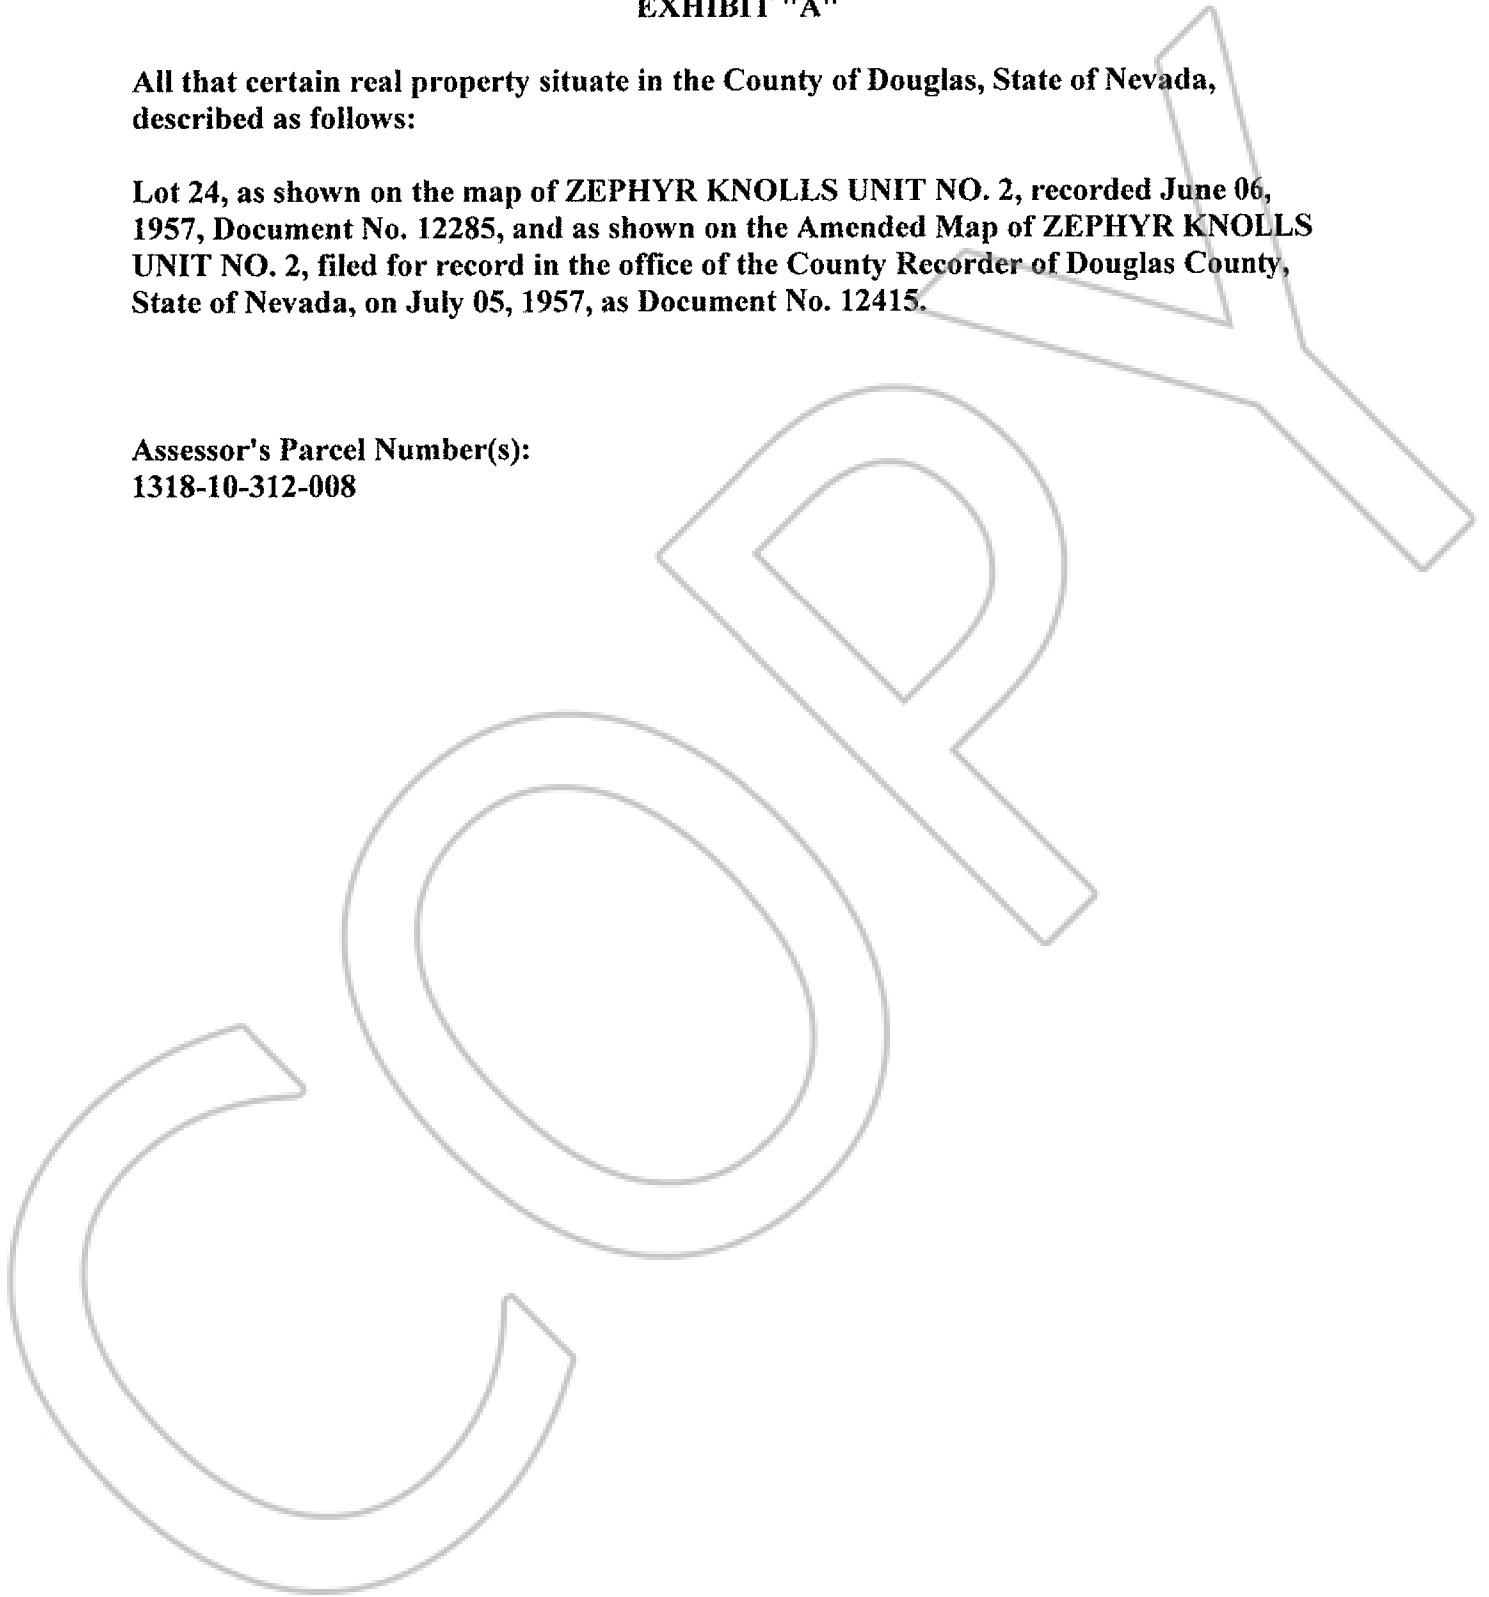 EXHIBIT "A"
All that certain real property situate in the County of Douglas, State of Nevada,
described as follows:
Lot 24, as shown on the map of ZEPHYR KNOLLS UNIT NO. 2, recorded June 06,
1957, Document No. 12285, and as shown on the Amended Map of ZEPHYR KNOLLS
UNIT NO. 2, filed for record in the office of the County Recorder of Douglas County,
State of Nevada, on July 05, 1957, as Document No. 12415.
Assessor's Parcel Number(s):
1318-10-312-008
COPY